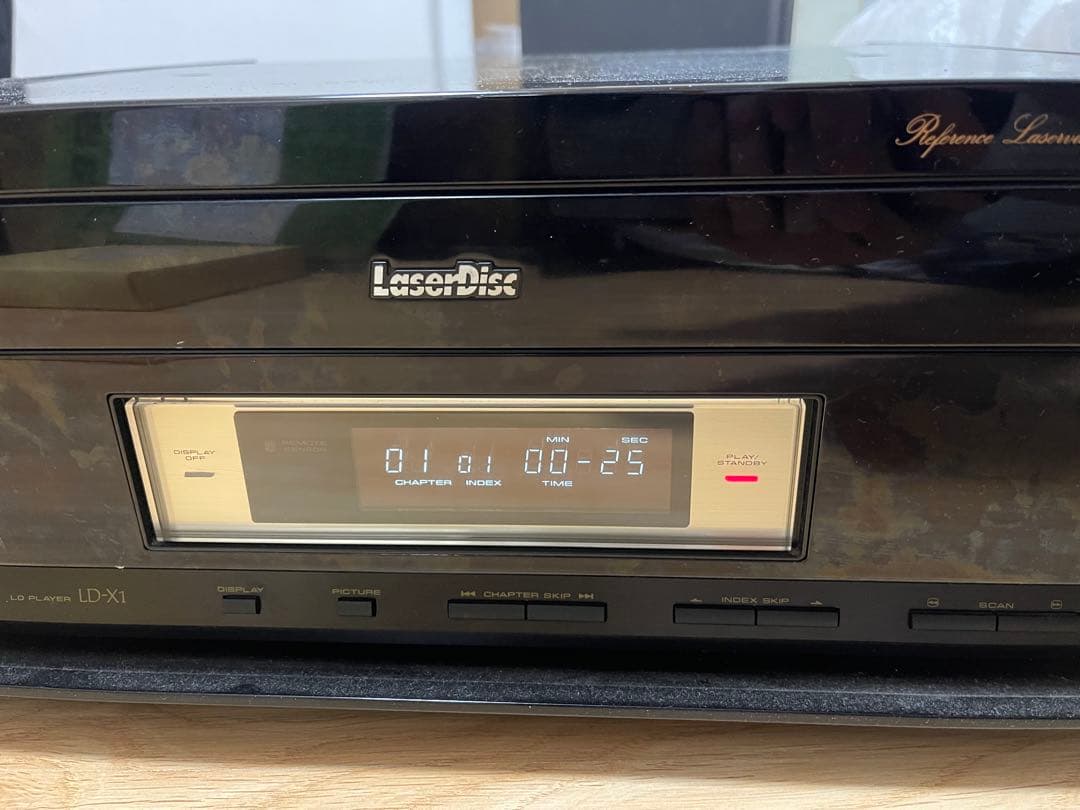 Reference
LaserDisc
REMOTE
SENSOR
DISPLAY
OFF
MIN SEC
01 01 00-25
CHAPTER INDEX TIME
PLAY/
STANDBY
LD PLAYER LD-X1
DISPLAY
PICTURE
CHAPTER SKIP
INDEX SKIP
SCAN